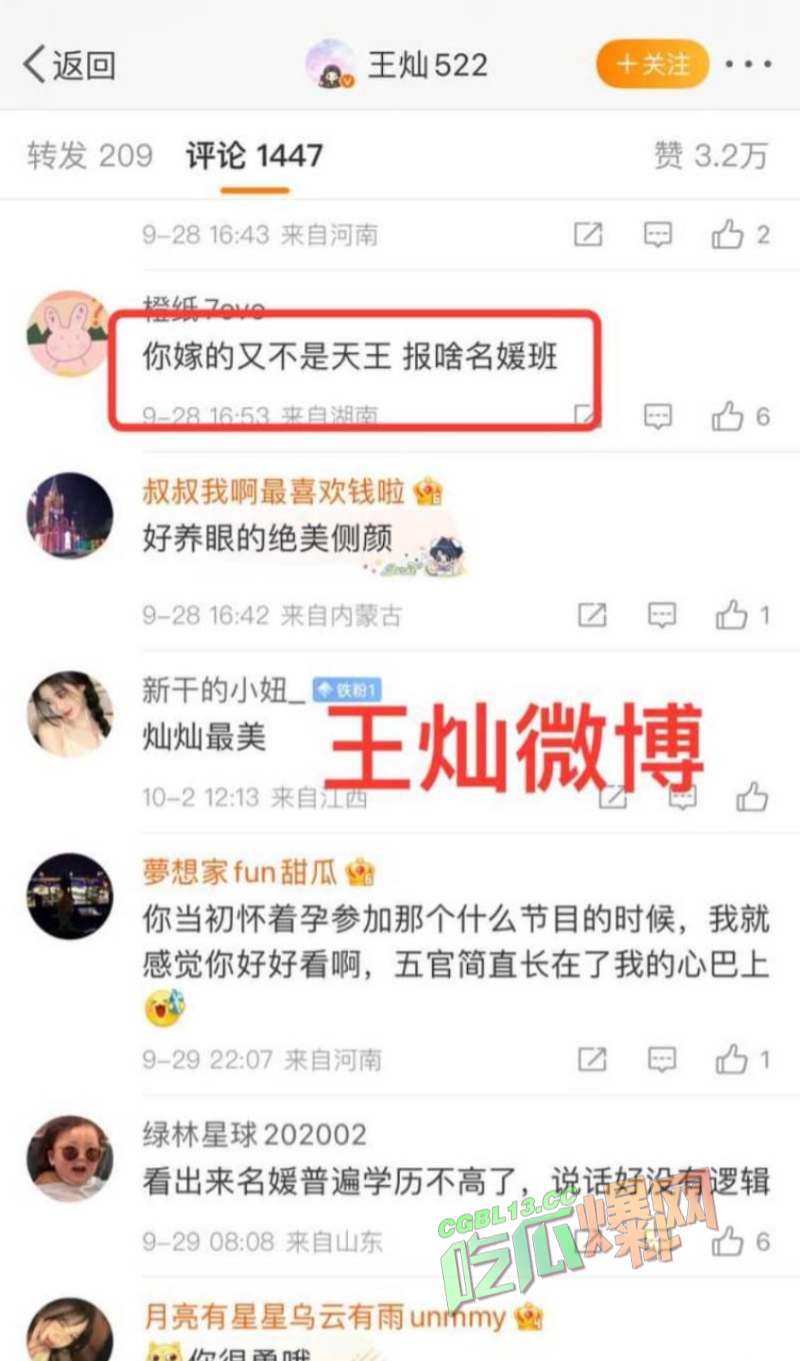 返回
王灿522
+关注
转发 209 评论 1447 赞 3.2万
9-28 16:43 来自河南 2
橙纸7ovo
你嫁的又不是天王 报啥名媛班
9-28 16:53 来自湖南 6
叔叔我啊最喜欢钱啦
好养眼的绝美侧颜
9-28 16:42 来自内蒙古 1
新干的小妞_ 铁粉1
灿灿最美
王灿微博
10-2 12:13 来自江西
夢想家fun甜瓜
你当初怀着孕参加那个什么节目的时候，我就
感觉你好好看啊，五官简直长在了我的心巴上
9-29 22:07 来自河南 1
绿林星球202002
看出来名媛普遍学历不高了，说话好没有逻辑
9-29 08:08 来自山东 6
CGBL13.CC
吃瓜爆网
月亮有星星乌云有雨unmmy
你很勇哦